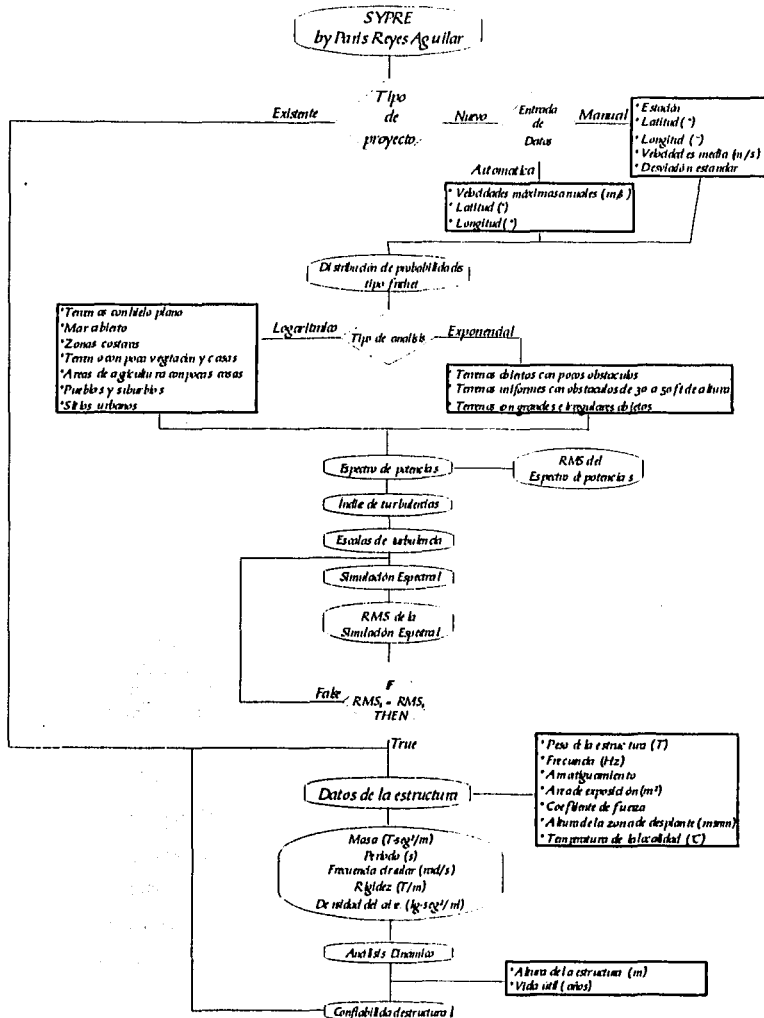 SYPRE
by Paris Reyes Aguilar
Tipo
de
proyecto
Existente
Nuevo
Entrada
de
Datos
Manual
* Estación
* Latitud (°)
* Longitud (°)
* Velocidades media (m/s)
* Desviación estandar
Automatica
* Velocidades máximas anuales (m/s)
* Latitud (°)
* Longitud (°)
Distribución de probabilidades
tipo frichet
* Terrenos con hielo plano
* Mar abierto
* Zonas costeras
* Terreno con poca vegetación y casas
* Areas de agricultura con pocas casas
* Pueblos y suburbios
* Sitios urbanos
Logaritmico
Tipo de analisis
Exponencial
* Terrenos abiertos con pocos obstaculos
* Terrenos uniformes con obstaculos de 30 a 50 ft de altura
* Terrenos con grandes e irregulares objetos
Espectro de potencias
RMS del
Espectro de potencias
Indice de turbulencias
Escalas de turbulencia
Simulación Espectral
RMS de la
Simulación Espectral
False
IF
RMS, = RMS,
THEN
True
Datos de la estructura
* Peso de la estructura (T)
* Frecuencia (Hz)
* Amortiguamiento
* Area de exposición (m²)
* Coeficiente de fuerza
* Altura de la zona de desplante (msnm)
* Temperatura de la localidad (°C)
Masa (T-seg²/m)
Período (s)
Frecuencia circular (rad/s)
Rigidez (T/m)
Densidad del aire (kg-seg²/m)
Análisis Dinámico
* Altura de la estructura (m)
* Vida útil (años)
Confiabilidad estructural